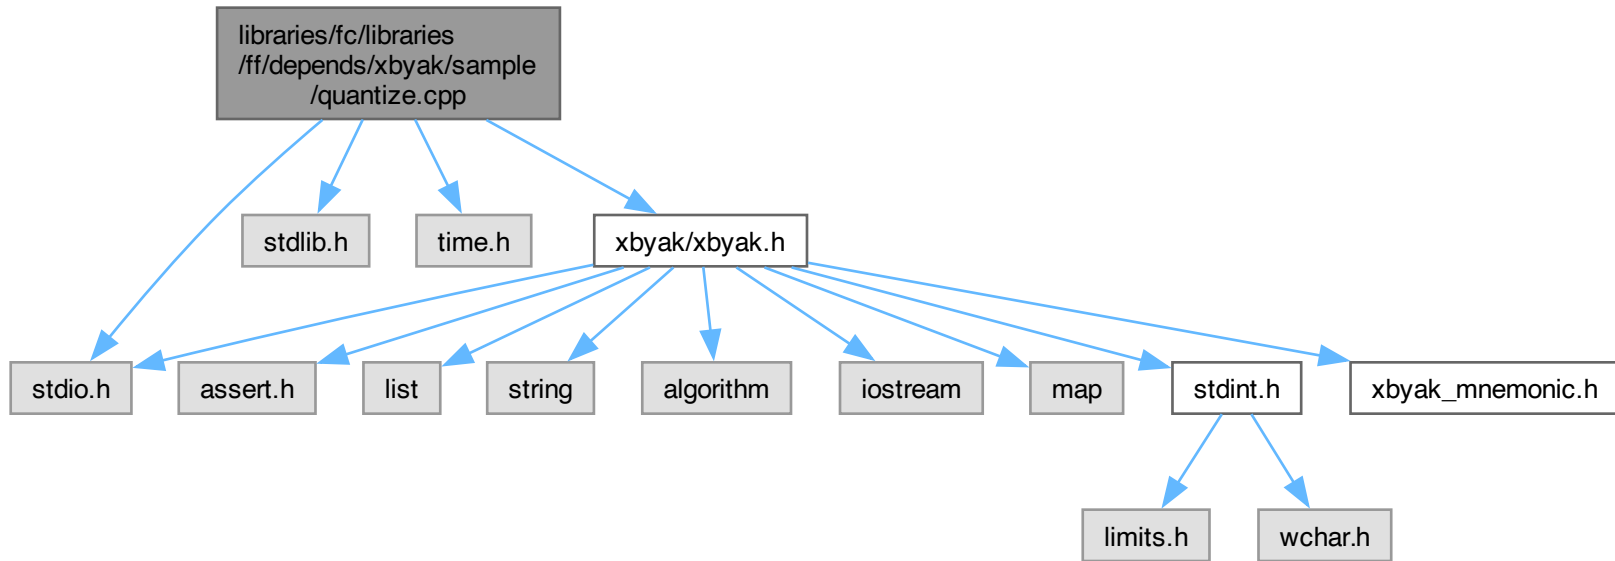 libraries/fc/libraries
/ff/depends/xbyak/sample
/quantize.cpp
stdlib.h
time.h
xbyak/xbyak.h
stdio.h
assert.h
list
string
algorithm
iostream
map
stdint.h
xbyak_mnemonic.h
limits.h
wchar.h